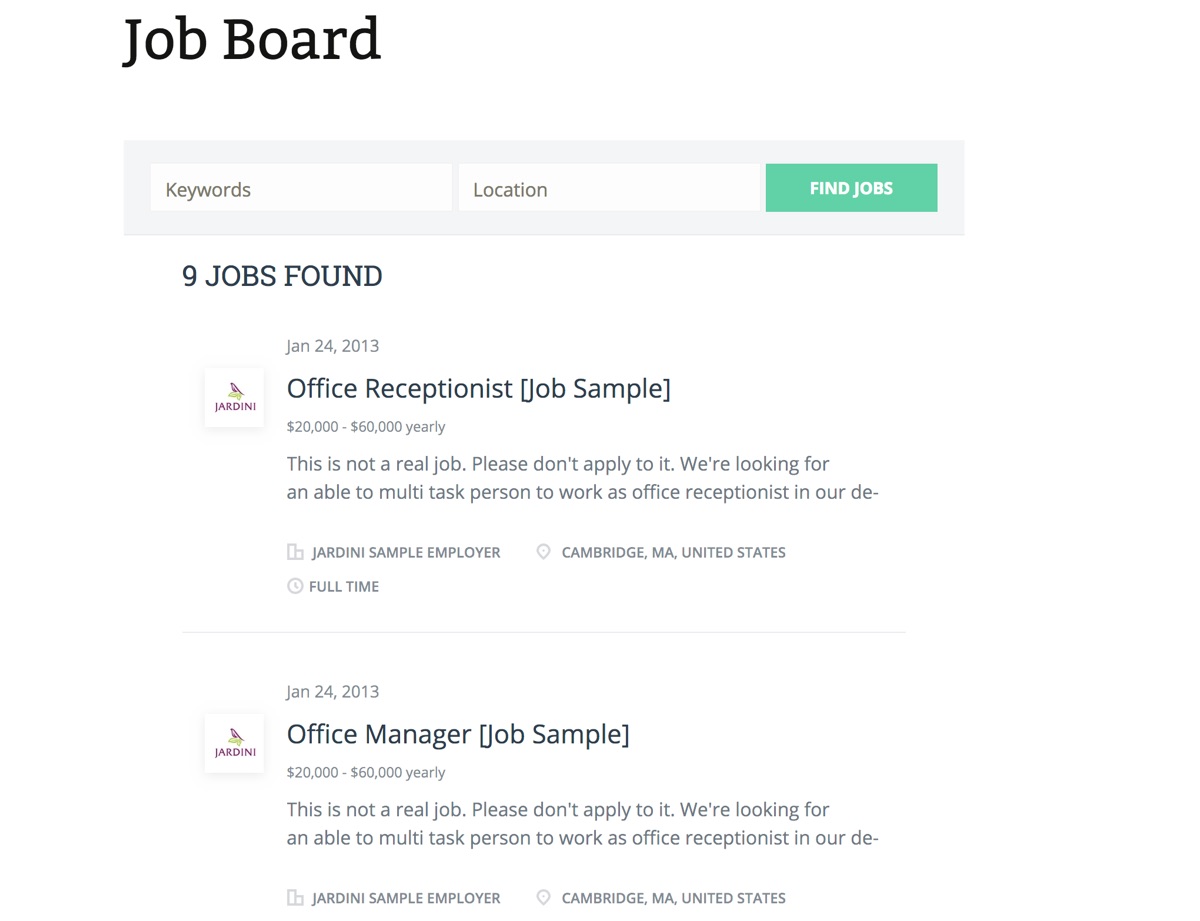 Job Board
Keywords
Location
FIND JOBS
9 JOBS FOUND
Jan 24, 2013
JARDINI
Office Receptionist [Job Sample]
$20,000 - $60,000 yearly
This is not a real job. Please don't apply to it. We're looking for
an able to multi task person to work as office receptionist in our de-
JARDINI SAMPLE EMPLOYER
CAMBRIDGE, MA, UNITED STATES
FULL TIME
Jan 24, 2013
JARDINI
Office Manager [Job Sample]
$20,000 - $60,000 yearly
This is not a real job. Please don't apply to it. We're looking for
an able to multi task person to work as office receptionist in our de-
JARDINI SAMPLE EMPLOYER
CAMBRIDGE, MA, UNITED STATES